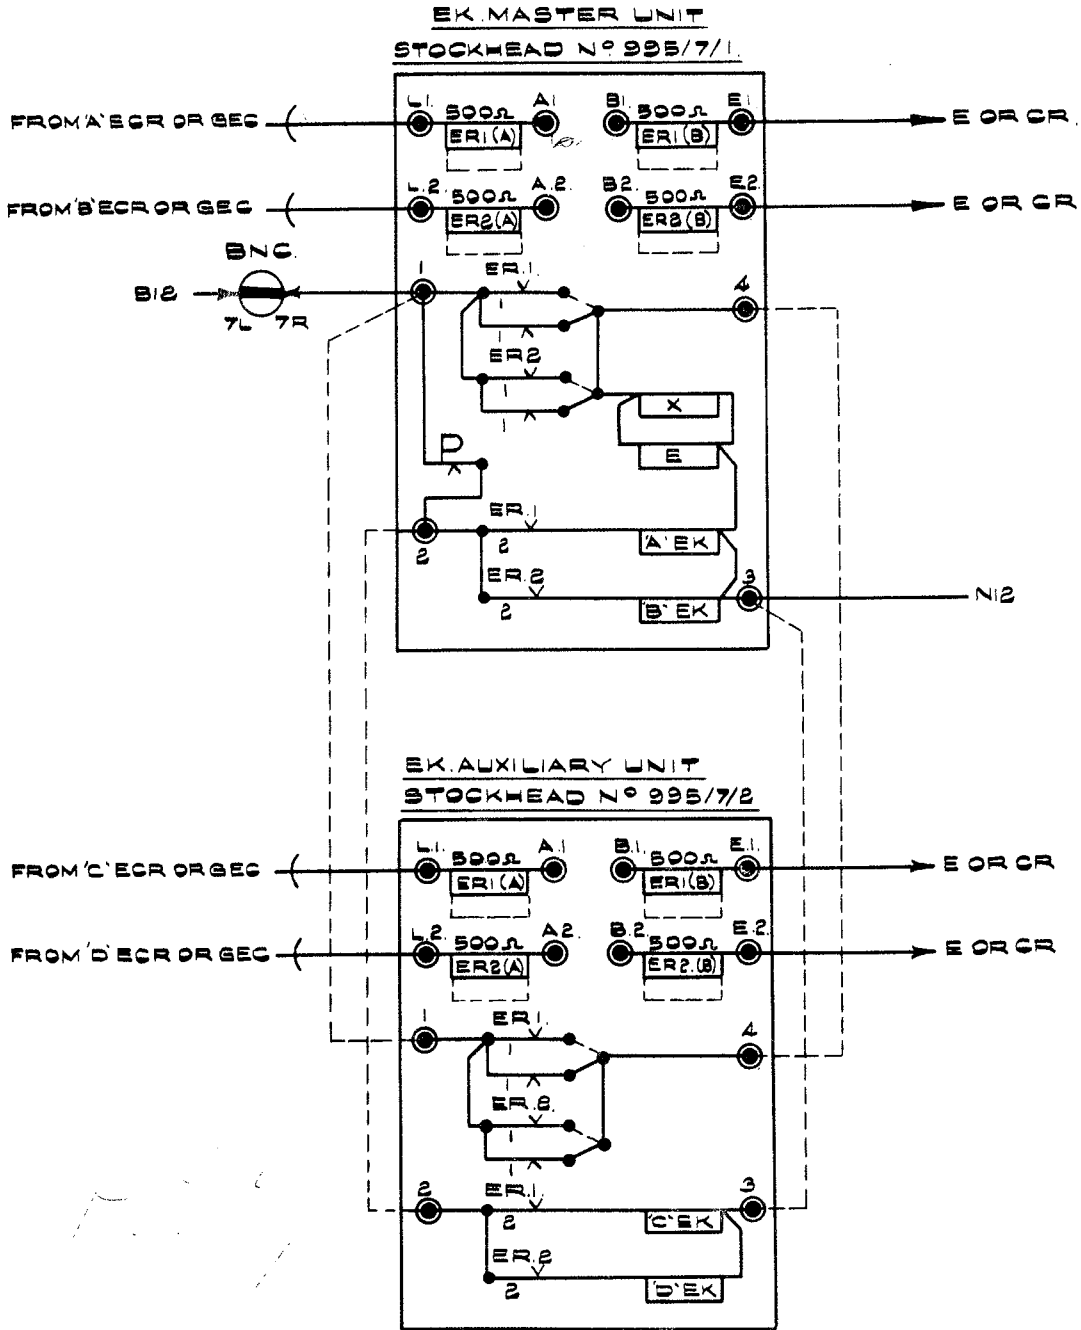 EK. MASTER UNIT
STOCKHEAD Nº 995/7/1.
L1. 500Ω A1 B1. 500Ω E1.
FROM 'A' ECR OR GEC ER1(A) ER1(B) E OR CR.
L.2. 500Ω A.2. B2. 500Ω E2.
FROM 'B' ECR OR GEC ER2(A) ER2(B) E OR CR
BNC.
B12 1 ER.1. 4
7L 7R
1
ER2
1
1
X
P E
ER.1
2 2 'A' EK
ER.2 3
2 'B' EK N12
EK. AUXILIARY UNIT
STOCKHEAD Nº 995/7/2
L.1. 500Ω A.1 B.1. 500Ω E.1.
FROM 'C' ECR OR GEC ER1(A) ER1(B) E OR CR
L.2. 500Ω A2. B.2. 500Ω E.2.
FROM 'D' ECR OR GEC ER2(A) ER2.(B) E OR CR
1 ER.1. 4
1
ER.2
1
1
2 ER.1. 3
2 'C' EK
ER.2
2 'D' EK